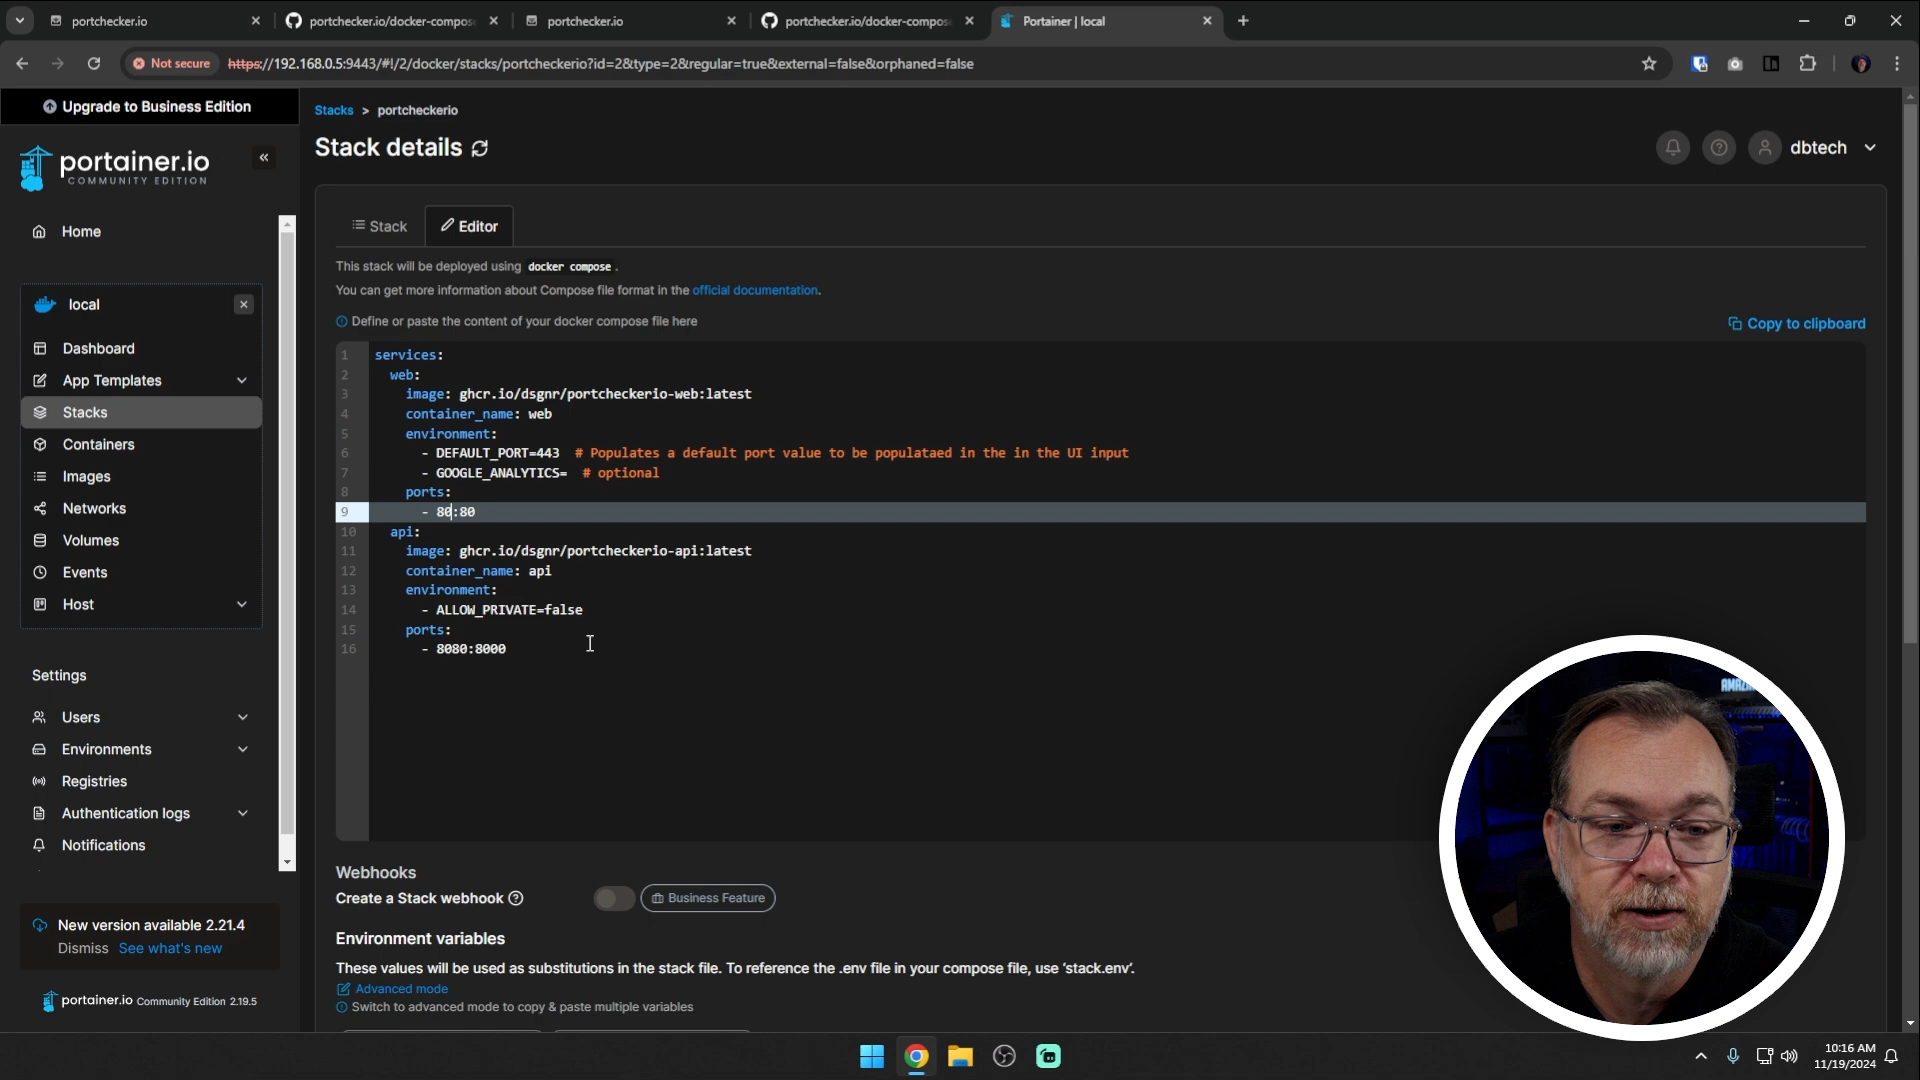 portchecker.io
portchecker.io/docker-compos
portchecker.io
portchecker.io/docker-compos
Portainer | local
Not secure
https://192.168.0.5:9443/#!/2/docker/stacks/portcheckerio?id=2&type=2&regular=true&external=false&orphaned=false
Upgrade to Business Edition
portainer.io
COMMUNITY EDITION
Home
local
Dashboard
App Templates
Stacks
Containers
Images
Networks
Volumes
Events
Host
Settings
Users
Environments
Registries
Authentication logs
Notifications
New version available 2.21.4
Dismiss See what's new
portainer.io Community Edition 2.19.5
Stacks > portcheckerio
Stack details
dbtech
Stack
Editor
This stack will be deployed using docker compose .
You can get more information about Compose file format in the official documentation.
Define or paste the content of your docker compose file here
Copy to clipboard
1 services:
2 web:
3 image: ghcr.io/dsgnr/portcheckerio-web:latest
4 container_name: web
5 environment:
6 - DEFAULT_PORT=443 # Populates a default port value to be populataed in the in the UI input
7 - GOOGLE_ANALYTICS= # optional
8 ports:
9 - 80:80
10 api:
11 image: ghcr.io/dsgnr/portcheckerio-api:latest
12 container_name: api
13 environment:
14 - ALLOW_PRIVATE=false
15 ports:
16 - 8080:8000
Webhooks
Create a Stack webhook
Business Feature
Environment variables
These values will be used as substitutions in the stack file. To reference the .env file in your compose file, use 'stack.env'.
Advanced mode
Switch to advanced mode to copy & paste multiple variables
10:16 AM
11/19/2024